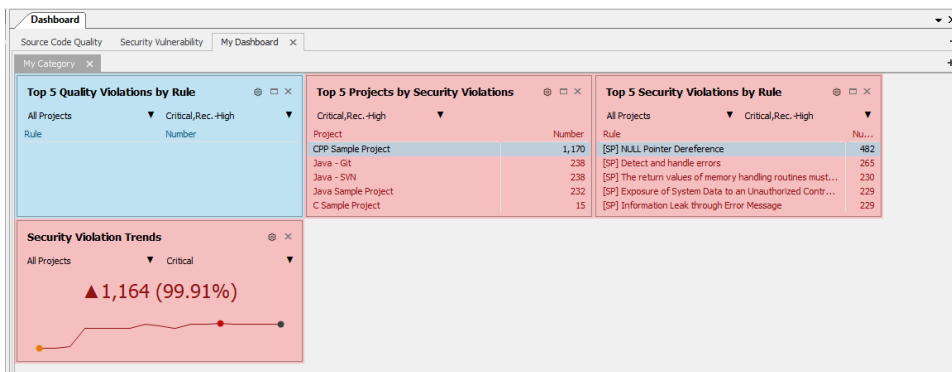 Dashboard
Source Code Quality Security Vulnerability My Dashboard
My Category
Top 5 Quality Violations by Rule
All Projects Critical,Rec.-High
Rule Number
Top 5 Projects by Security Violations
Critical,Rec.-High
Project Number
CPP Sample Project 1,170
Java - Git 238
Java - SVN 238
Java Sample Project 232
C Sample Project 15
Top 5 Security Violations by Rule
All Projects Critical,Rec.-High
Rule Nu...
[SP] NULL Pointer Dereference 482
[SP] Detect and handle errors 265
[SP] The return values of memory handling routines must... 230
[SP] Exposure of System Data to an Unauthorized Contr... 229
[SP] Information Leak through Error Message 229
Security Violation Trends
All Projects Critical
▲1,164 (99.91%)